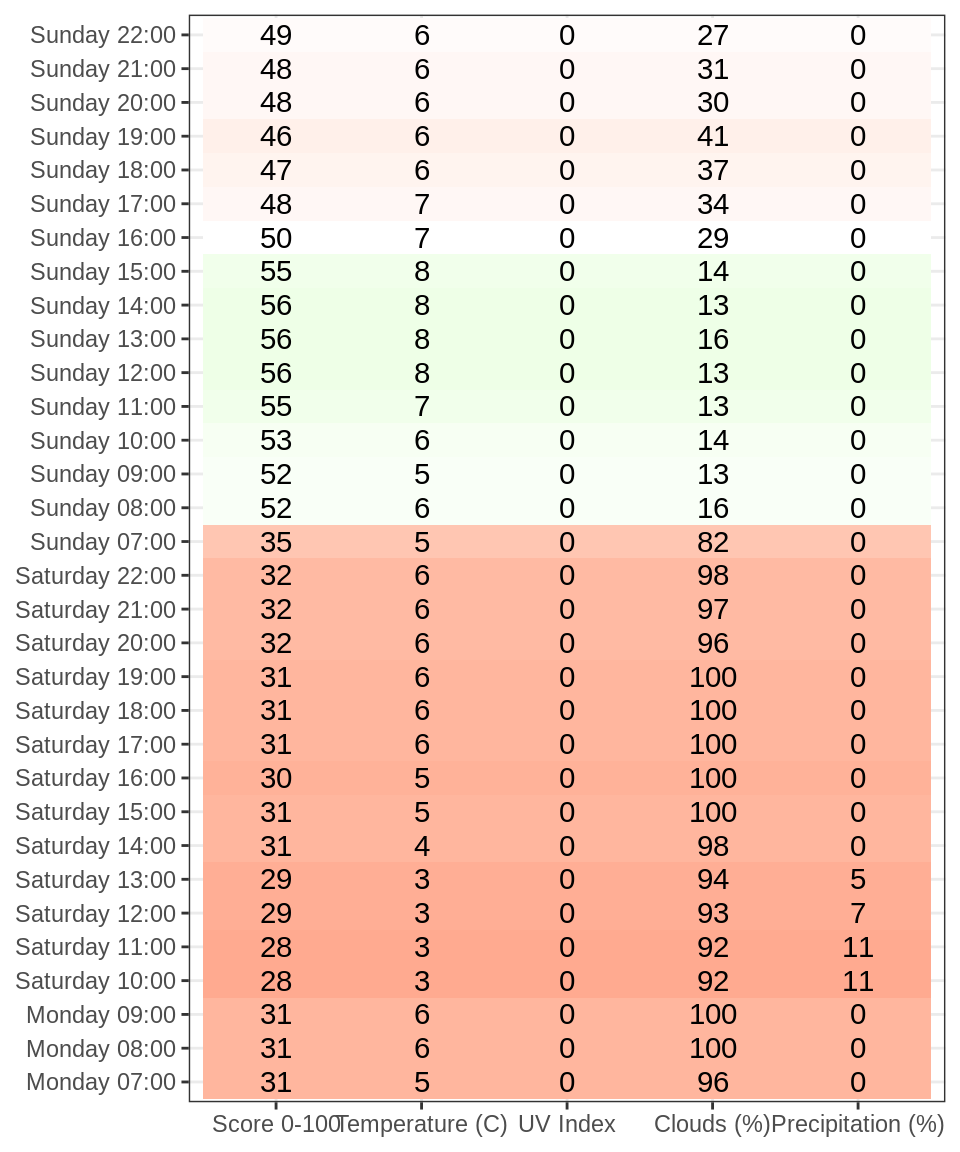 Sunday 22:00 49 6 0 27 0
Sunday 21:00 48 6 0 31 0
Sunday 20:00 48 6 0 30 0
Sunday 19:00 46 6 0 41 0
Sunday 18:00 47 6 0 37 0
Sunday 17:00 48 7 0 34 0
Sunday 16:00 50 7 0 29 0
Sunday 15:00 55 8 0 14 0
Sunday 14:00 56 8 0 13 0
Sunday 13:00 56 8 0 16 0
Sunday 12:00 56 8 0 13 0
Sunday 11:00 55 7 0 13 0
Sunday 10:00 53 6 0 14 0
Sunday 09:00 52 5 0 13 0
Sunday 08:00 52 6 0 16 0
Sunday 07:00 35 5 0 82 0
Saturday 22:00 32 6 0 98 0
Saturday 21:00 32 6 0 97 0
Saturday 20:00 32 6 0 96 0
Saturday 19:00 31 6 0 100 0
Saturday 18:00 31 6 0 100 0
Saturday 17:00 31 6 0 100 0
Saturday 16:00 30 5 0 100 0
Saturday 15:00 31 5 0 100 0
Saturday 14:00 31 4 0 98 0
Saturday 13:00 29 3 0 94 5
Saturday 12:00 29 3 0 93 7
Saturday 11:00 28 3 0 92 11
Saturday 10:00 28 3 0 92 11
Monday 09:00 31 6 0 100 0
Monday 08:00 31 6 0 100 0
Monday 07:00 31 5 0 96 0
Score 0-100 Temperature (C) UV Index Clouds (%) Precipitation (%)